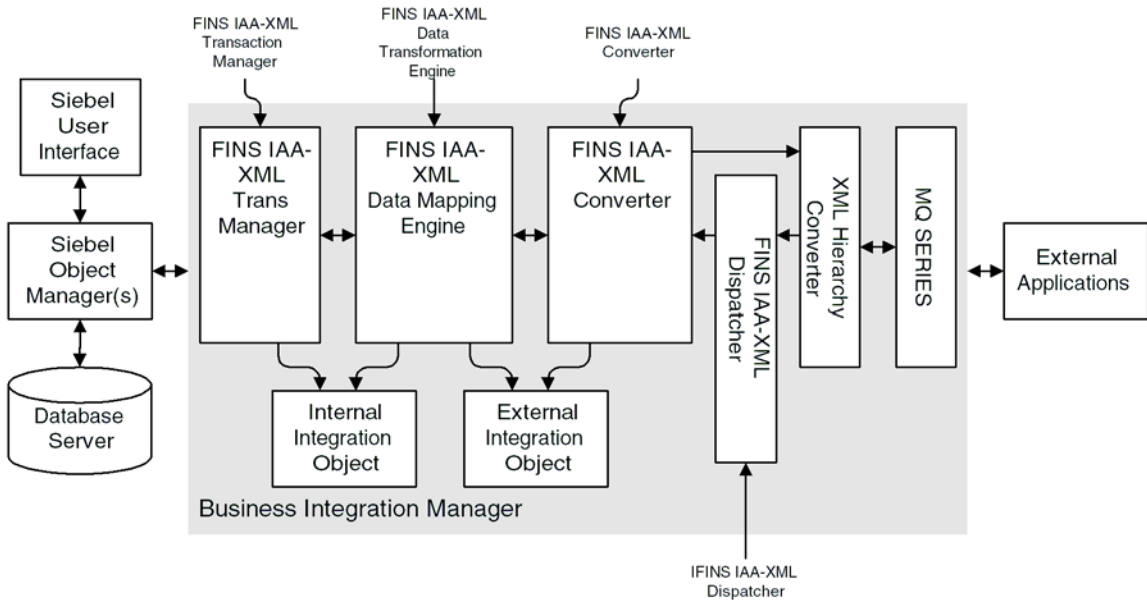 FINS IAA-XML
Transaction
Manager
FINS IAA-XML
Data
Transformation
Engine
FINS IAA-XML
Converter
Siebel
User
Interface
Siebel
Object
Manager(s)
Database
Server
FINS IAA-
XML
Trans
Manager
FINS IAA-
XML
Data Mapping
Engine
FINS IAA-
XML
Converter
FINS IAA-XML
Dispatcher
XML Hierarchy
Converter
MQ SERIES
External
Applications
Internal
Integration
Object
External
Integration
Object
Business Integration Manager
IFINS IAA-XML
Dispatcher